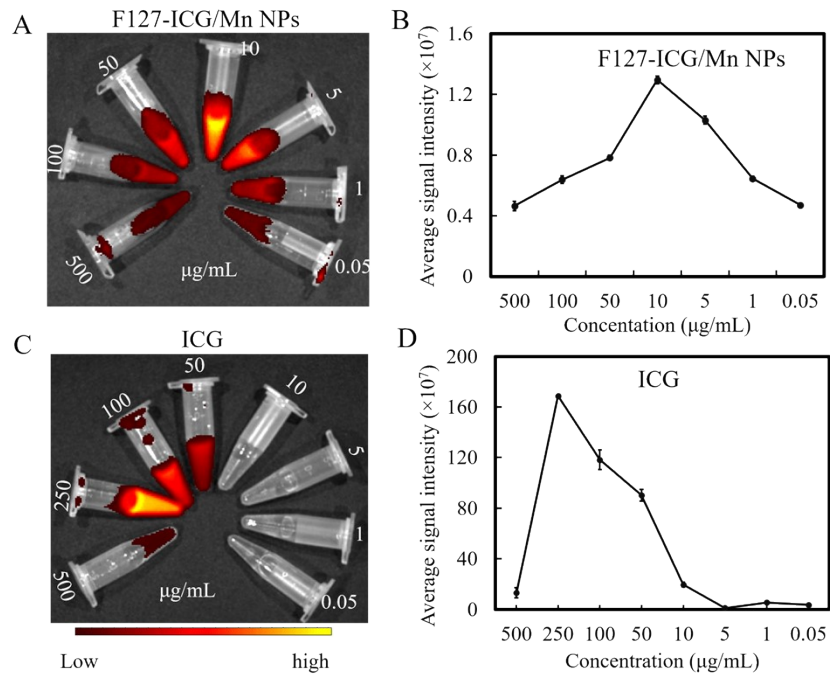 A
F127-ICG/Mn NPs
500
100
50
10
5
1
0.05
μg/mL
B
F127-ICG/Mn NPs
Average signal intensity (×10⁷)
1.6
1.2
0.8
0.4
0
500 100 50 10 5 1 0.05
Concentation (μg/mL)
C
ICG
500
250
100
50
10
5
1
0.05
μg/mL
Low high
D
ICG
Average signal intensity (×10⁷)
200
160
120
80
40
0
500 250 100 50 10 5 1 0.05
Concentration (μg/mL)